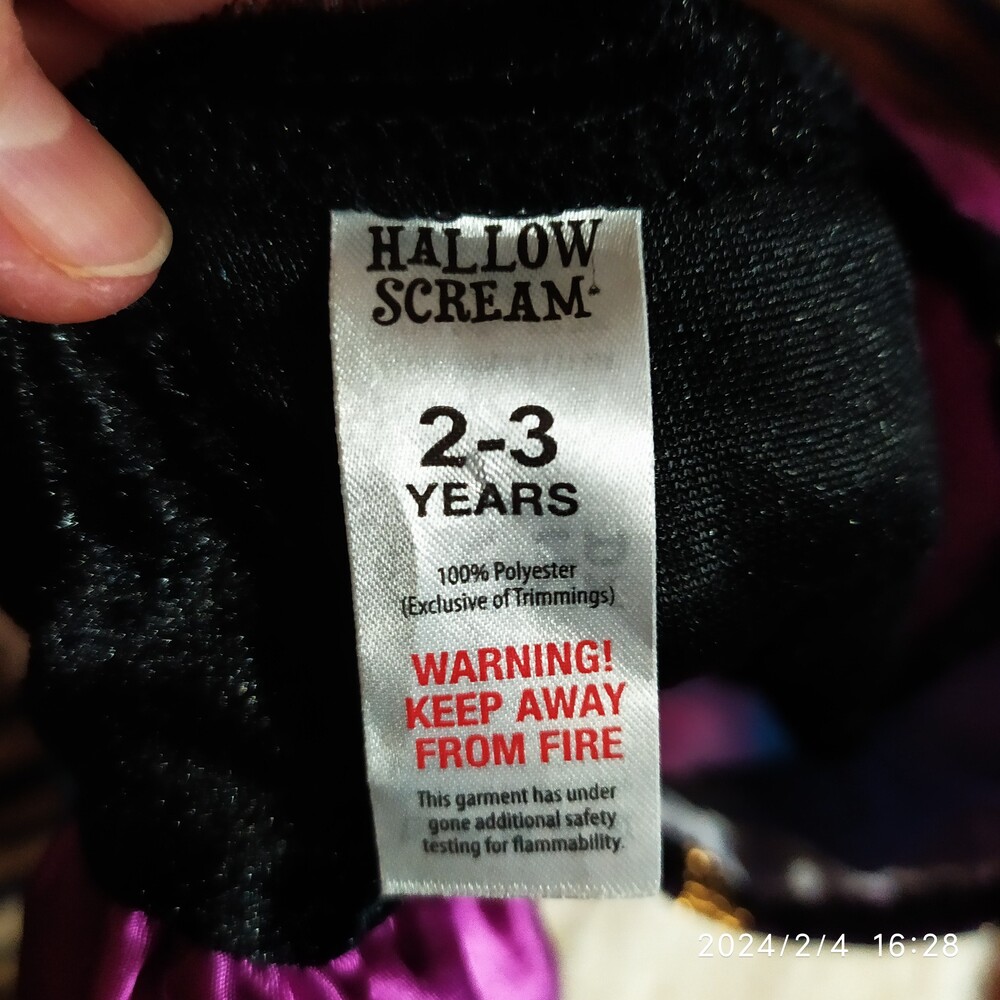 HALLOW
SCREAM
2-3
YEARS
100% Polyester
(Exclusive of Trimmings)
WARNING!
KEEP AWAY
FROM FIRE
This garment has under
gone additional safety
testing for flammability.
2024/2/4 16:28